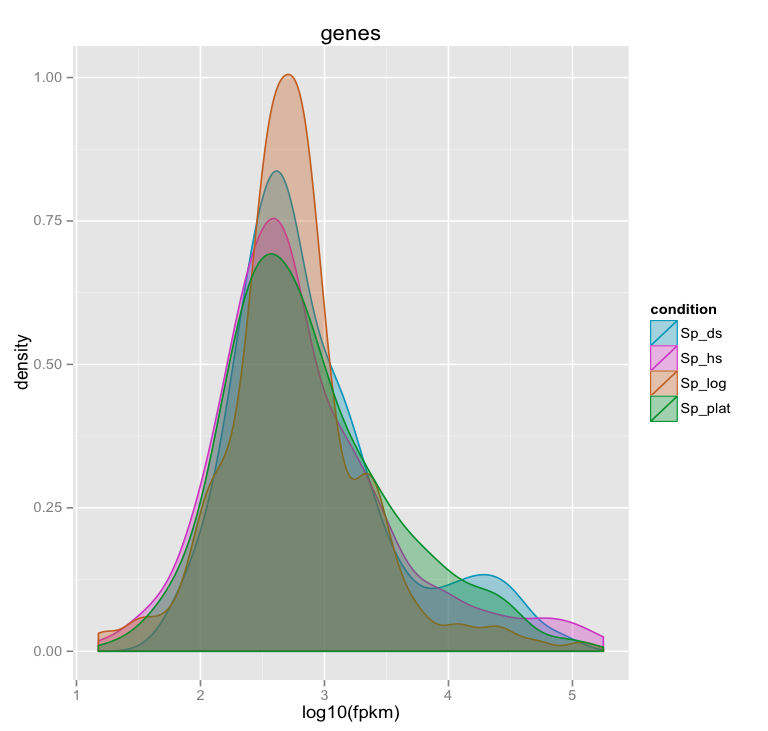 genes
1.00
0.75
0.50
0.25
0.00
density
1
2
3
4
5
log10(fpkm)
condition
Sp_ds
Sp_hs
Sp_log
Sp_plat